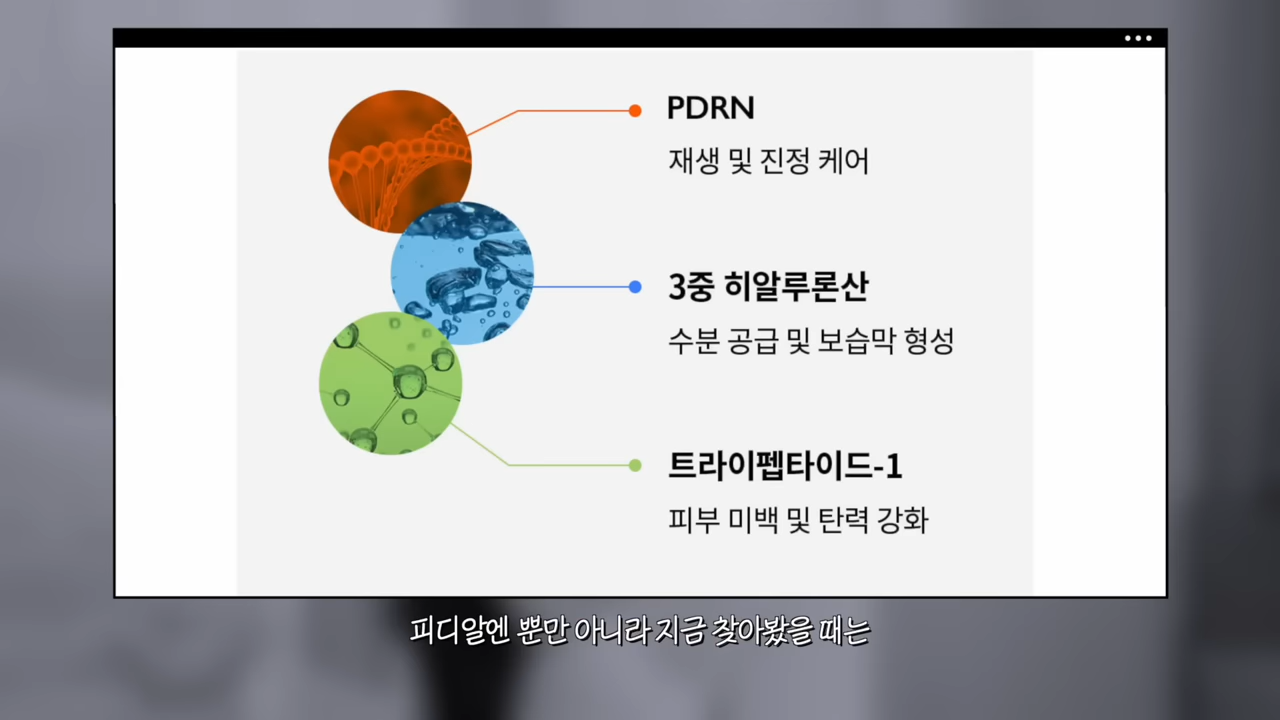 PDRN
재생 및 진정 케어
3중 히알루론산
수분 공급 및 보습막 형성
트라이펩타이드-1
피부 미백 및 탄력 강화
피디알엔 뿐만 아니라 지금 찾아봤을 때는